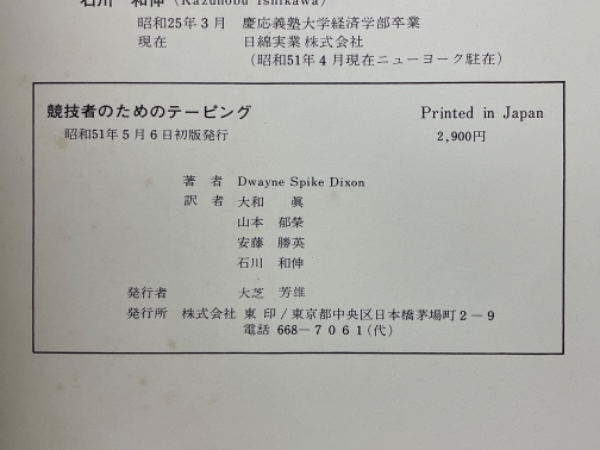 石川 和伸 (Kazunobu Ishikawa)
昭和25年3月 慶応義塾大学経済学部卒業
現在 日綿実業株式会社
(昭和51年4月現在ニューヨーク駐在)
競技者のためのテーピング Printed in Japan
昭和51年5月6日初版発行 2,900円
著者 Dwayne Spike Dixon
訳者 大和 眞
山本 郁榮
安藤 勝英
石川 和伸
発行者 大芝 芳雄
発行所 株式会社 東印/東京都中央区日本橋茅場町2-9
電話 668-7061(代)